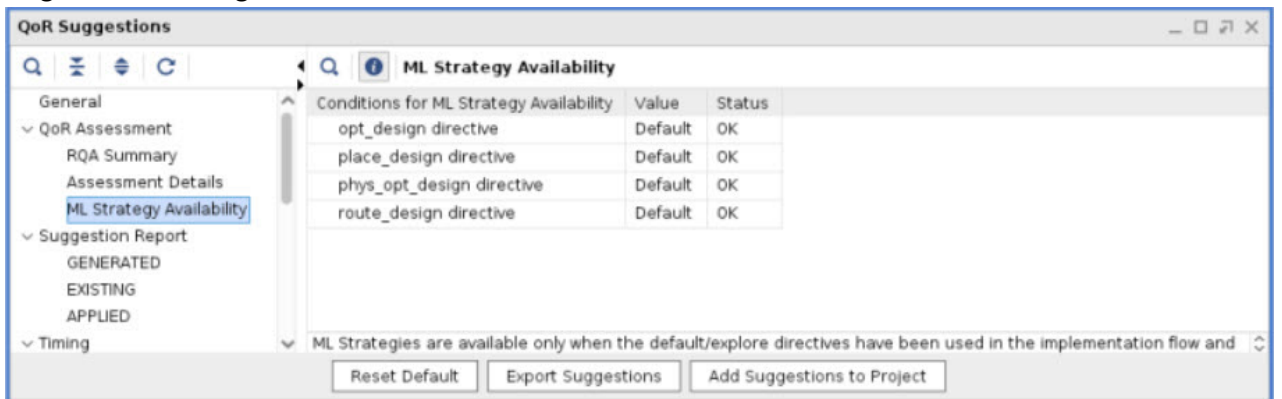 QoR Suggestions
ML Strategy Availability
General
QoR Assessment
RQA Summary
Assessment Details
ML Strategy Availability
Suggestion Report
GENERATED
EXISTING
APPLIED
Timing
Conditions for ML Strategy Availability Value Status
opt_design directive Default OK
place_design directive Default OK
phys_opt_design directive Default OK
route_design directive Default OK
ML Strategies are available only when the default/explore directives have been used in the implementation flow and
Reset Default Export Suggestions Add Suggestions to Project